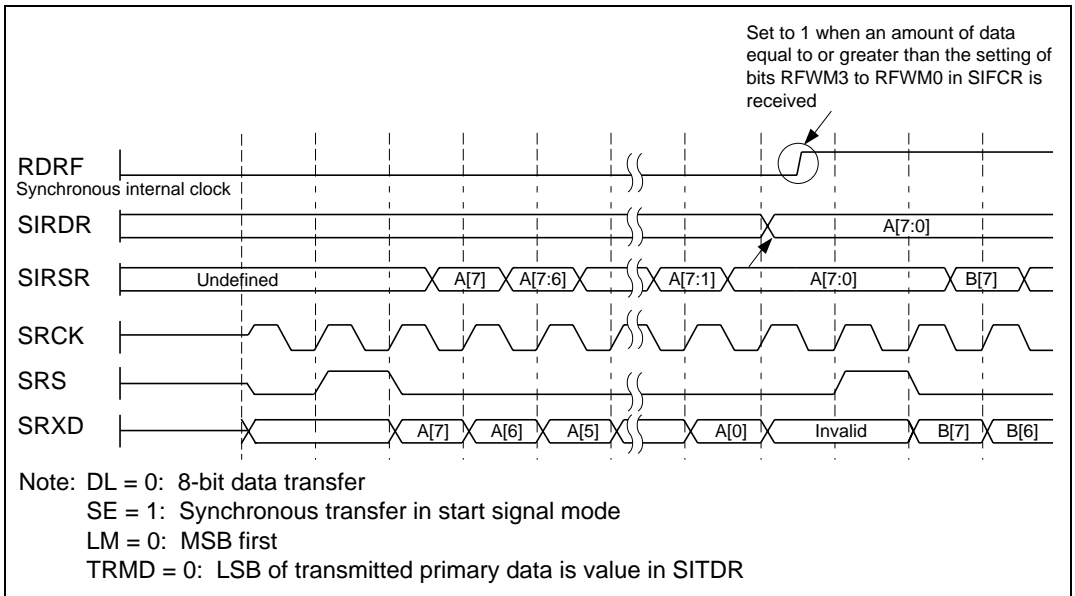 Set to 1 when an amount of data
equal to or greater than the setting of
bits RFWM3 to RFWM0 in SIFCR is
received
RDRF
Synchronous internal clock
SIRDR A[7:0]
SIRSR Undefined A[7] A[7:6] A[7:1] A[7:0] B[7]
SRCK
SRS
SRXD A[7] A[6] A[5] A[0] Invalid B[7] B[6]
Note: DL = 0: 8-bit data transfer
SE = 1: Synchronous transfer in start signal mode
LM = 0: MSB first
TRMD = 0: LSB of transmitted primary data is value in SITDR